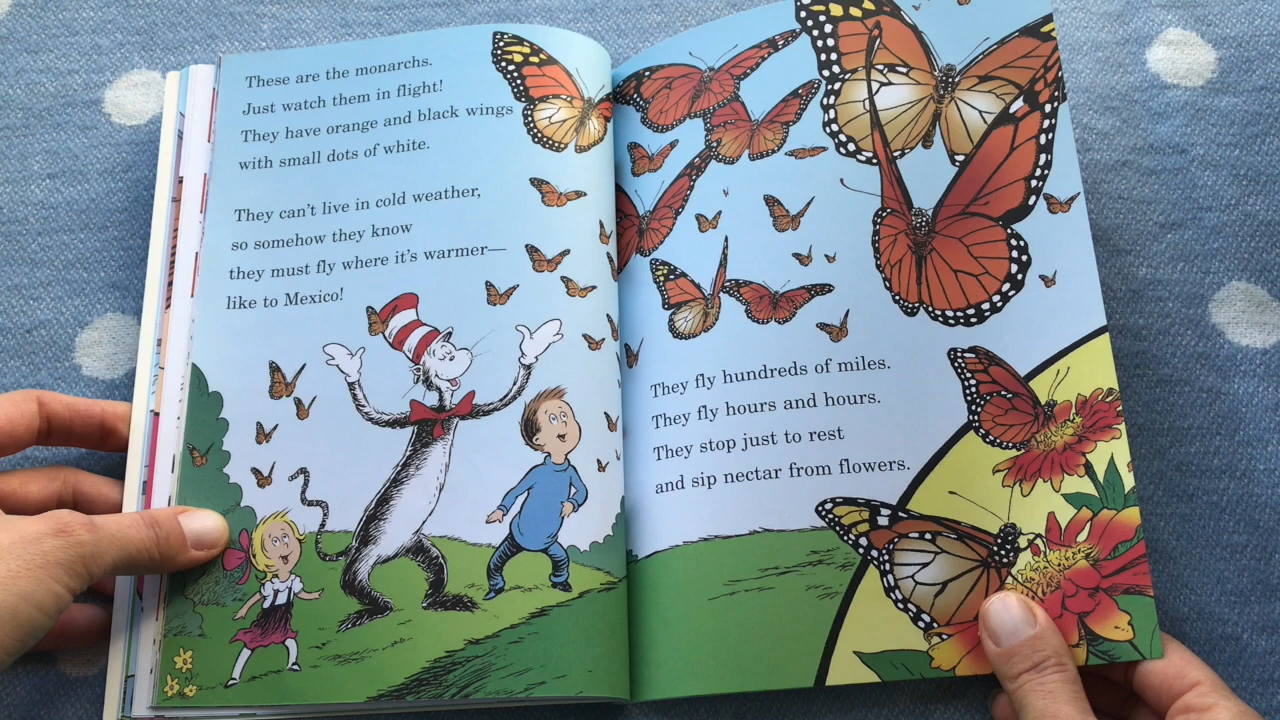 These are the monarchs.
Just watch them in flight!
They have orange and black wings
with small dots of white.
They can't live in cold weather,
so somehow they know
they must fly where it's warmer—
like to Mexico!
They fly hundreds of miles.
They fly hours and hours.
They stop just to rest
and sip nectar from flowers.